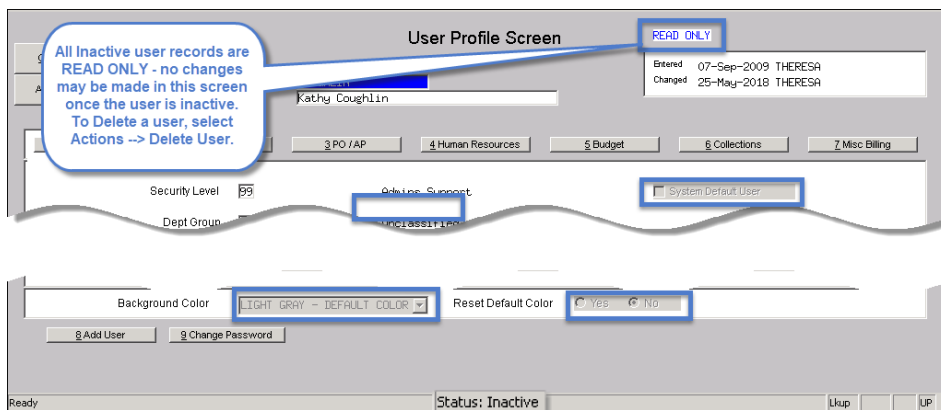 User Profile Screen
READ ONLY
All Inactive user records are
READ ONLY - no changes
may be made in this screen
once the user is inactive.
To Delete a user, select
Actions --> Delete User.
Entered 07-Sep-2009 THERESA
Changed 25-May-2018 THERESA
Kathy Coughlin
3 PO / AP
4 Human Resources
5 Budget
6 Collections
7 Misc Billing
Security Level 99 Admins Support
System Default User
Dept Group Unclassified
Background Color LIGHT GRAY - DEFAULT COLOR Reset Default Color Yes No
8 Add User 9 Change Password
Ready Status: Inactive Lkup UP